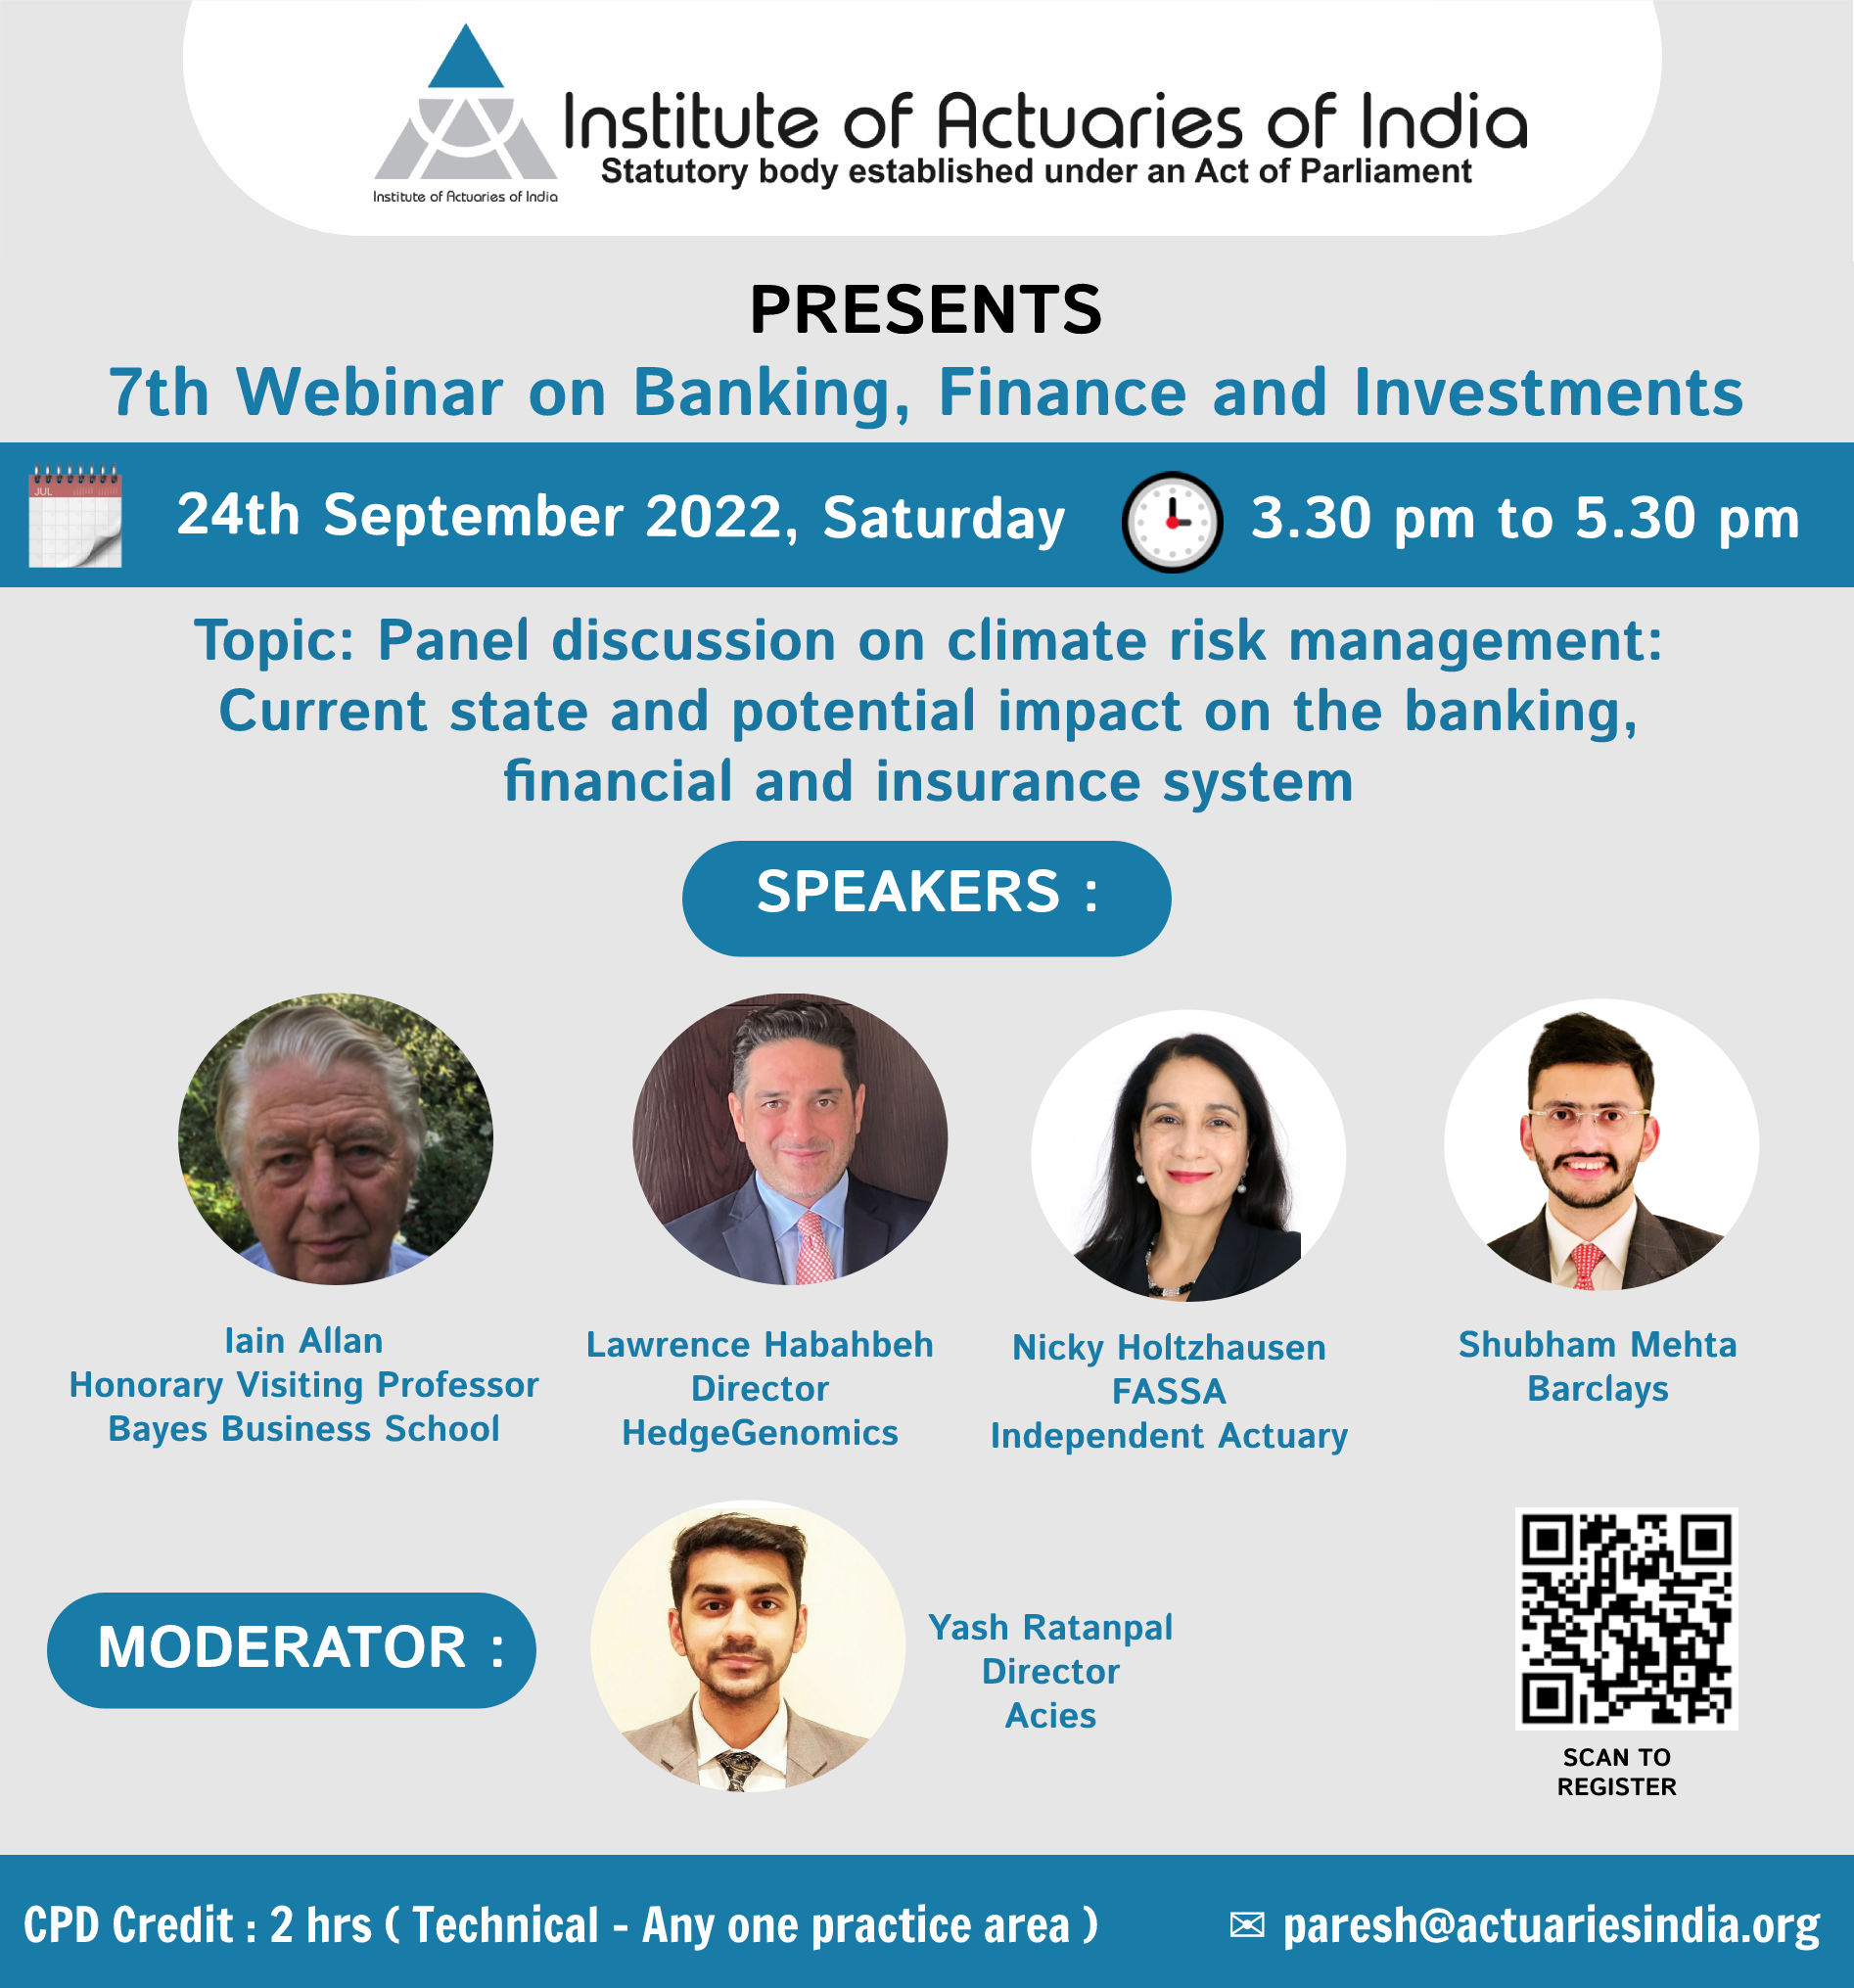 Institute of Actuaries of India
Statutory body established under an Act of Parliament
Institute of Actuaries of India
PRESENTS
7th Webinar on Banking, Finance and Investments
JUL
24th September 2022, Saturday
3.30 pm to 5.30 pm
Topic: Panel discussion on climate risk management:
Current state and potential impact on the banking,
financial and insurance system
SPEAKERS :
Iain Allan
Honorary Visiting Professor
Bayes Business School
Lawrence Habahbeh
Director
HedgeGenomics
Nicky Holtzhausen
FASSA
Independent Actuary
Shubham Mehta
Barclays
MODERATOR :
Yash Ratanpal
Director
Acies
SCAN TO
REGISTER
CPD Credit : 2 hrs ( Technical - Any one practice area )
✉ paresh@actuariesindia.org